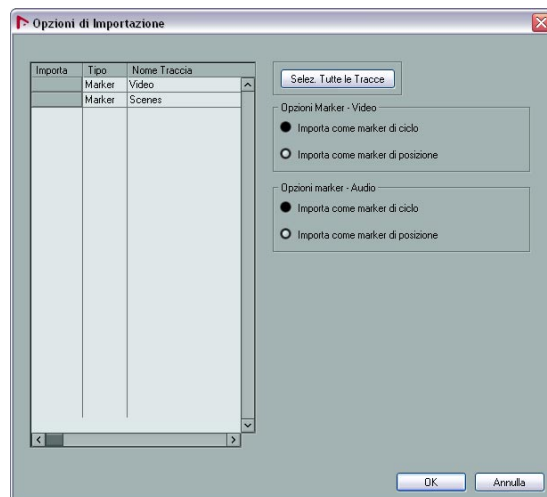 Opzioni di Importazione
Importa Tipo Nome Traccia
Marker Video
Marker Scenes
Selez. Tutte le Tracce
Opzioni Marker - Video
Importa come marker di ciclo
Importa come marker di posizione
Opzioni marker - Audio
Importa come marker di ciclo
Importa come marker di posizione
OK Annulla